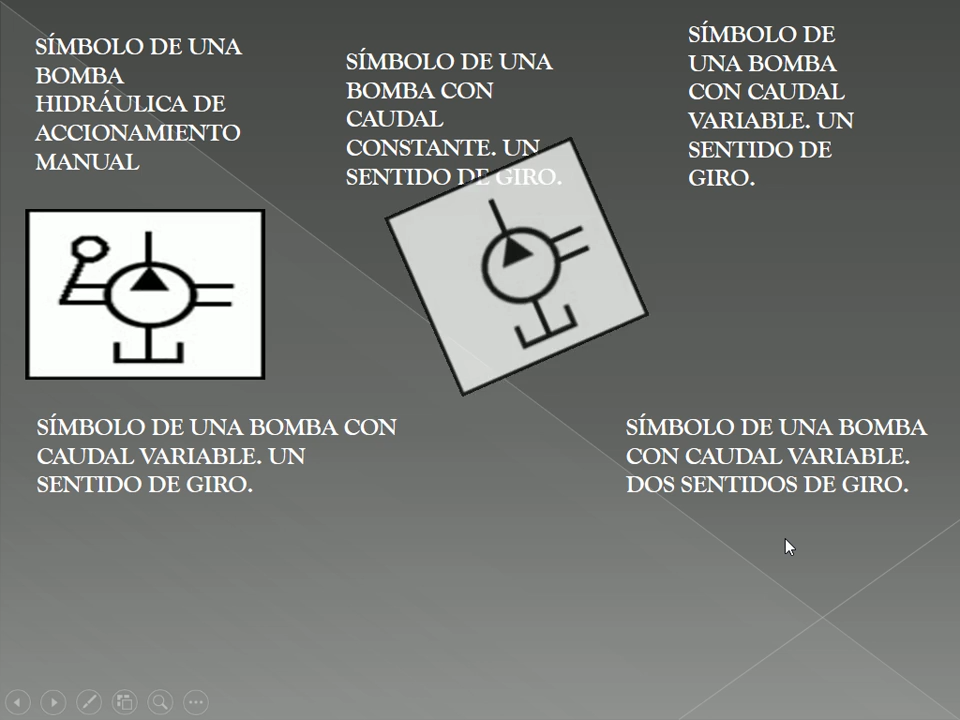 SÍMBOLO DE UNA
BOMBA
HIDRÁULICA DE
ACCIONAMIENTO
MANUAL
SÍMBOLO DE UNA
BOMBA CON
CAUDAL
CONSTANTE. UN
SENTIDO DE GIRO.
SÍMBOLO DE
UNA BOMBA
CON CAUDAL
VARIABLE. UN
SENTIDO DE
GIRO.
SÍMBOLO DE UNA BOMBA CON
CAUDAL VARIABLE. UN
SENTIDO DE GIRO.
SÍMBOLO DE UNA BOMBA
CON CAUDAL VARIABLE.
DOS SENTIDOS DE GIRO.